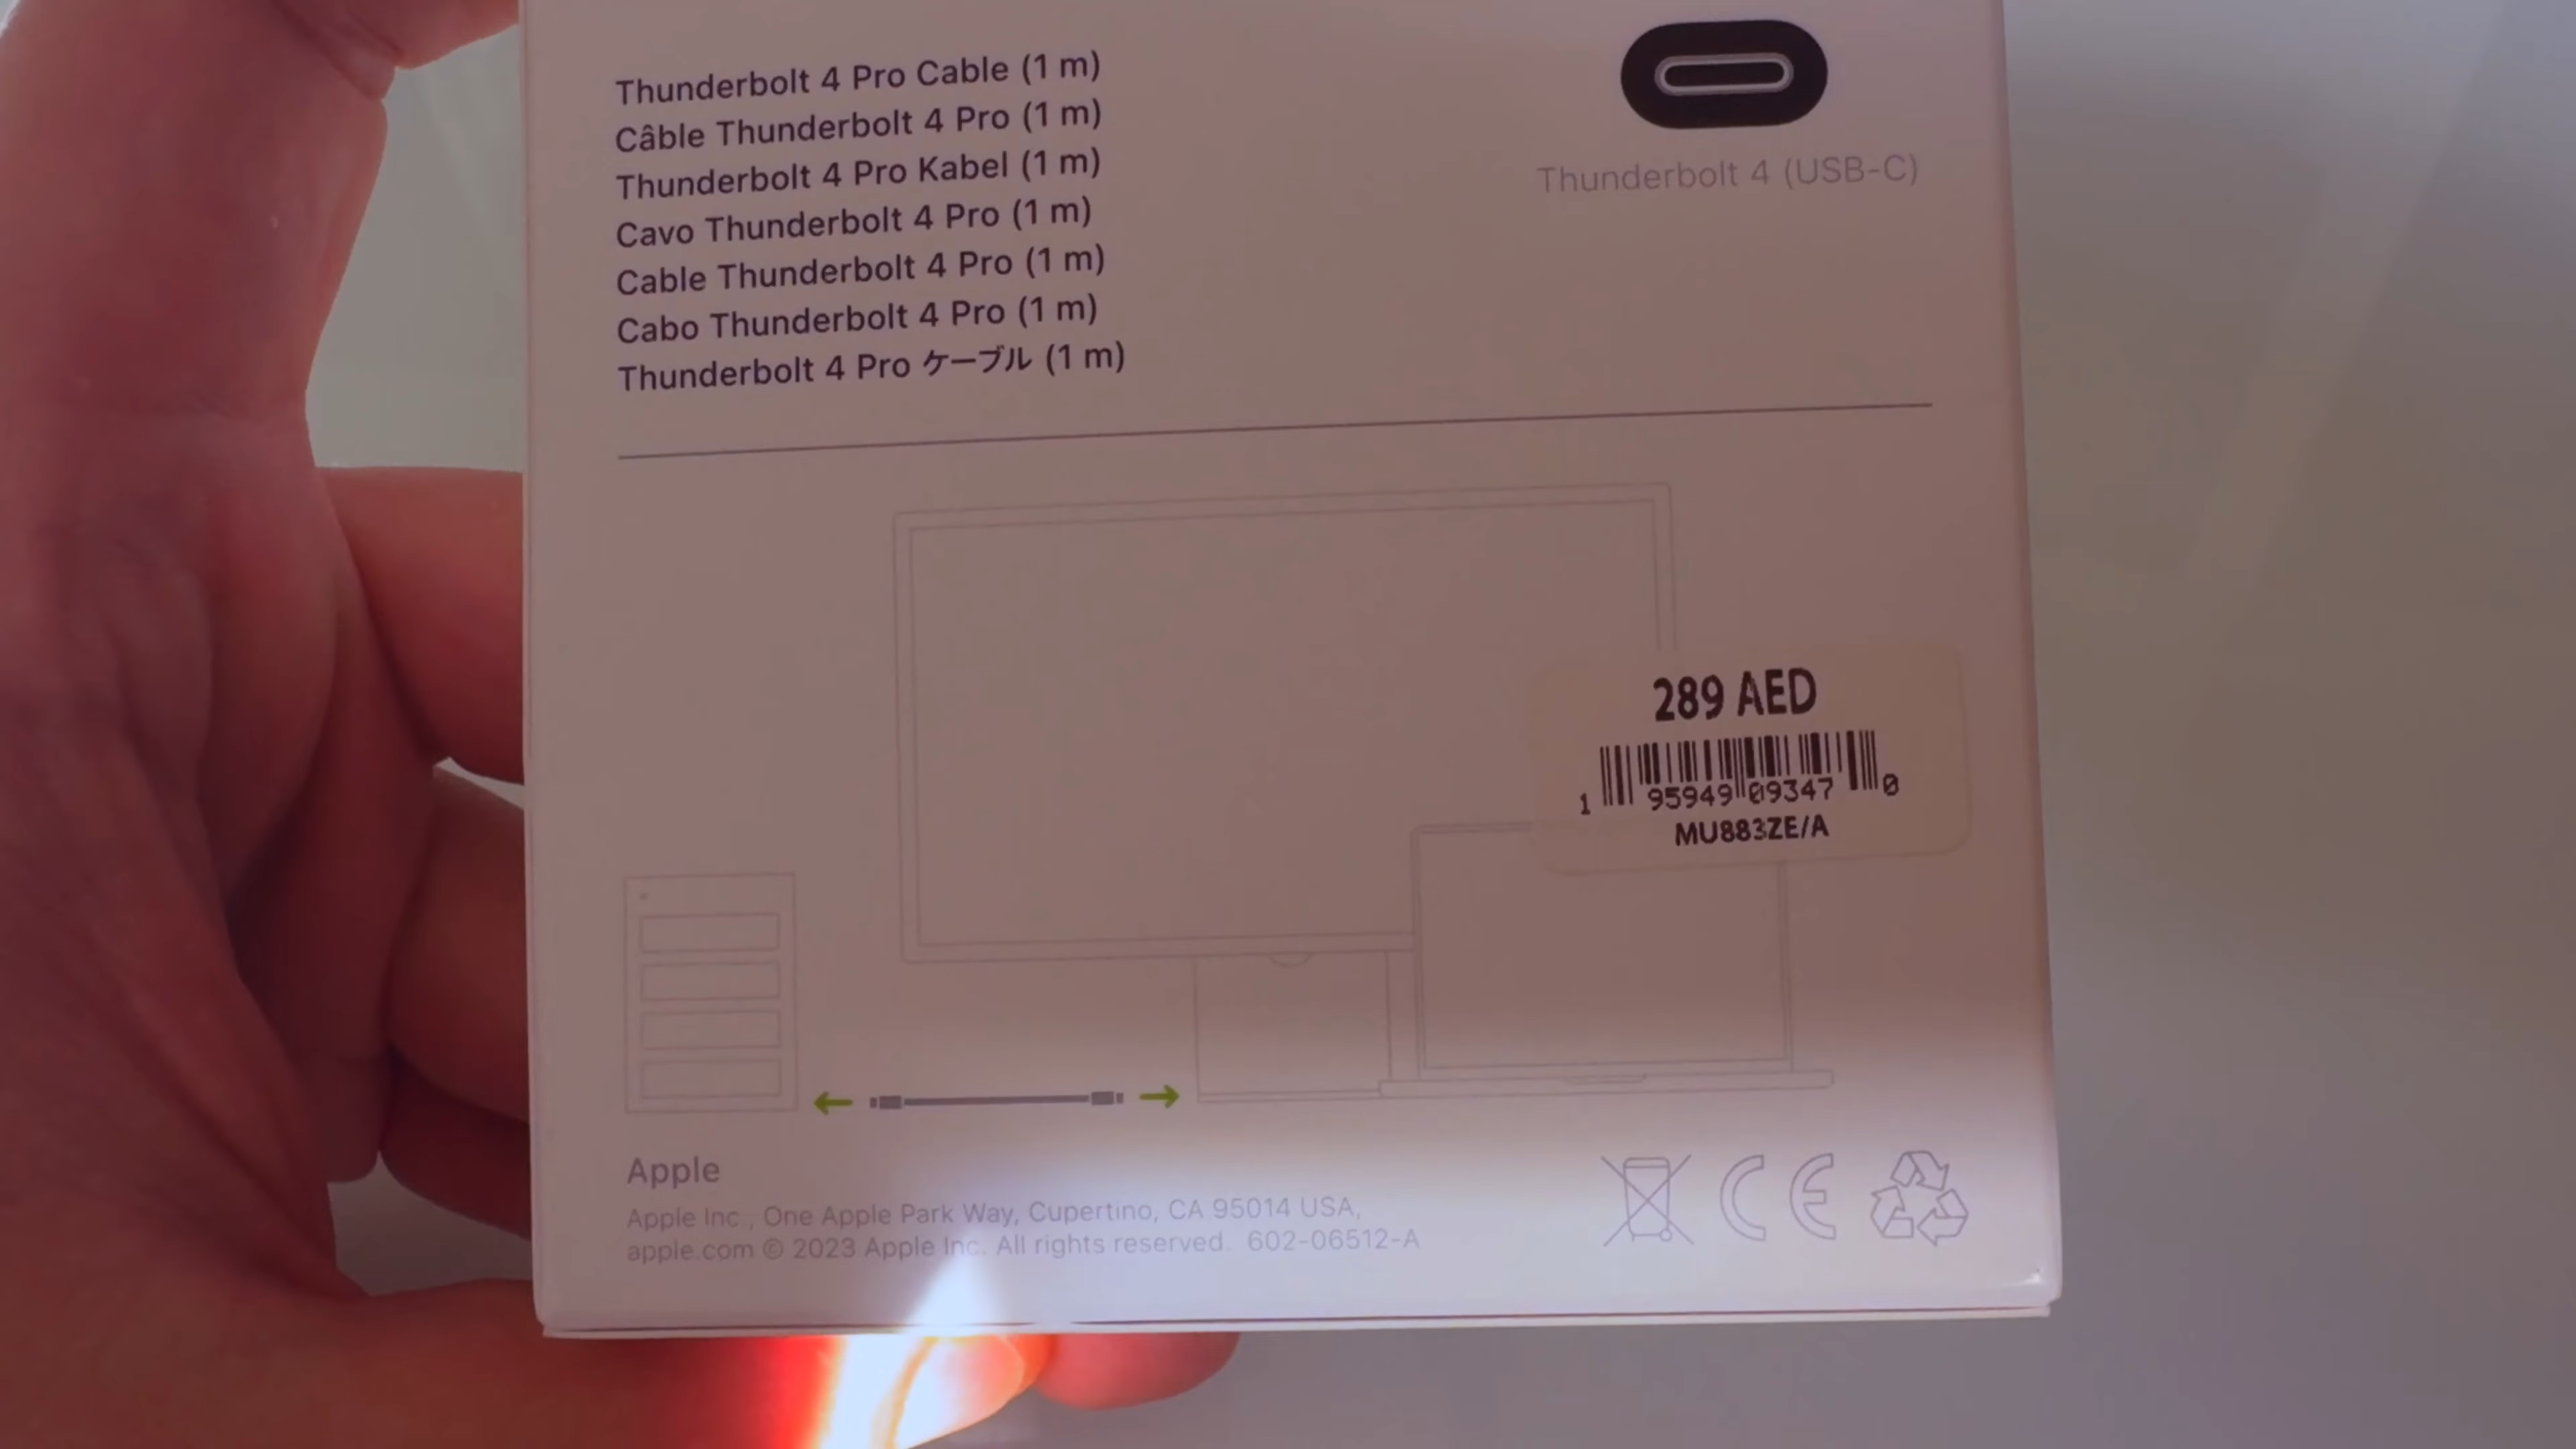 Thunderbolt 4 Pro Cable (1 m)
Câble Thunderbolt 4 Pro (1 m)
Thunderbolt 4 Pro Kabel (1 m)
Cavo Thunderbolt 4 Pro (1 m)
Cable Thunderbolt 4 Pro (1 m)
Cabo Thunderbolt 4 Pro (1 m)
Thunderbolt 4 Pro ケーブル (1 m)
Thunderbolt 4 (USB-C)
289 AED
1 95949 09347 0
MU883ZE/A
Apple
Apple Inc., One Apple Park Way, Cupertino, CA 95014 USA,
apple.com © 2023 Apple Inc. All rights reserved. 602-06512-A
CE